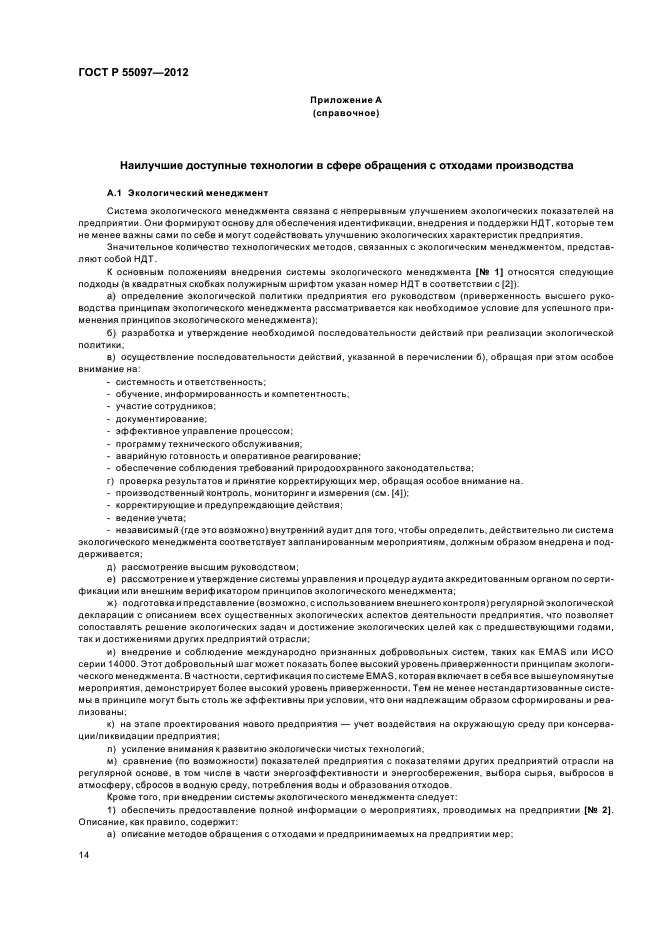 ГОСТ Р 55097—2012
Приложение А
(справочное)
Наилучшие доступные технологии в сфере обращения с отходами производства
А.1 Экологический менеджмент
Система экологического менеджмента связана с непрерывным улучшением экологических показателей на
предприятии. Они формируют основу для обеспечения идентификации, внедрения и поддержки НДТ, которые тем
не менее важны сами по себе и могут содействовать улучшению экологических характеристик предприятия.
Значительное количество технологических методов, связанных с экологическим менеджментом, представ-
ляют собой НДТ.
К основным положениям внедрения системы экологического менеджмента [№ 1] относятся следующие
подходы (в квадратных скобках полужирным шрифтом указан номер НДТ в соответствии с [2]):
а) определение экологической политики предприятия его руководством (приверженность высшего руко-
водства принципам экологического менеджмента рассматривается как необходимое условие для успешного при-
менения принципов экологического менеджмента);
б) разработка и утверждение необходимой последовательности действий при реализации экологической
политики;
в) осуществление последовательности действий, указанной в перечислении б), обращая при этом особое
внимание на:
- системность и ответственность;
- обучение, информированность и компетентность;
- участие сотрудников;
- документирование;
- эффективное управление процессом;
- программу технического обслуживания;
- аварийную готовность и оперативное реагирование;
- обеспечение соблюдения требований природоохранного законодательства;
г) проверка результатов и принятие корректирующих мер, обращая особое внимание на.
- производственный контроль, мониторинг и измерения (см. [4]);
- корректирующие и предупреждающие действия;
- ведение учета;
- независимый (где это возможно) внутренний аудит для того, чтобы определить, действительно ли система
экологического менеджмента соответствует запланированным мероприятиям, должным образом внедрена и под-
держивается;
д) рассмотрение высшим руководством;
е) рассмотрение и утверждение системы управления и процедур аудита аккредитованным органом по серти-
фикации или внешним верификатором принципов экологического менеджмента;
ж) подготовка и представление (возможно, с использованием внешнего контроля) регулярной экологической
декларации с описанием всех существенных экологических аспектов деятельности предприятия, что позволяет
сопоставлять решение экологических задач и достижение экологических целей как с предшествующими годами,
так и достижениями других предприятий отрасли;
и) внедрение и соблюдение международно признанных добровольных систем, таких как EMAS или ИСО
серии 14000. Этот добровольный шаг может показать более высокий уровень приверженности принципам экологи-
ческого менеджмента. В частности, сертификация по системе EMAS, которая включает в себя все вышеупомянутые
мероприятия, демонстрирует более высокий уровень приверженности. Тем не менее нестандартизованные систе-
мы в принципе могут быть столь же эффективны при условии, что они надлежащим образом сформированы и реа-
лизованы;
к) на этапе проектирования нового предприятия — учет воздействия на окружающую среду при консерва-
ции/ликвидации предприятия;
л) усиление внимания к развитию экологически чистых технологий;
м) сравнение (по возможности) показателей предприятия с показателями других предприятий отрасли на
регулярной основе, в том числе в части энергоэффективности и энергосбережения, выбора сырья, выбросов в
атмосферу, сбросов в водную среду, потребления воды и образования отходов.
Кроме того, при внедрении системы экологического менеджмента следует:
1) обеспечить предоставление полной информации о мероприятиях, проводимых на предприятии [№ 2].
Описание, как правило, содержит:
а) описание методов обращения с отходами и предпринимаемых на предприятии мер;
14